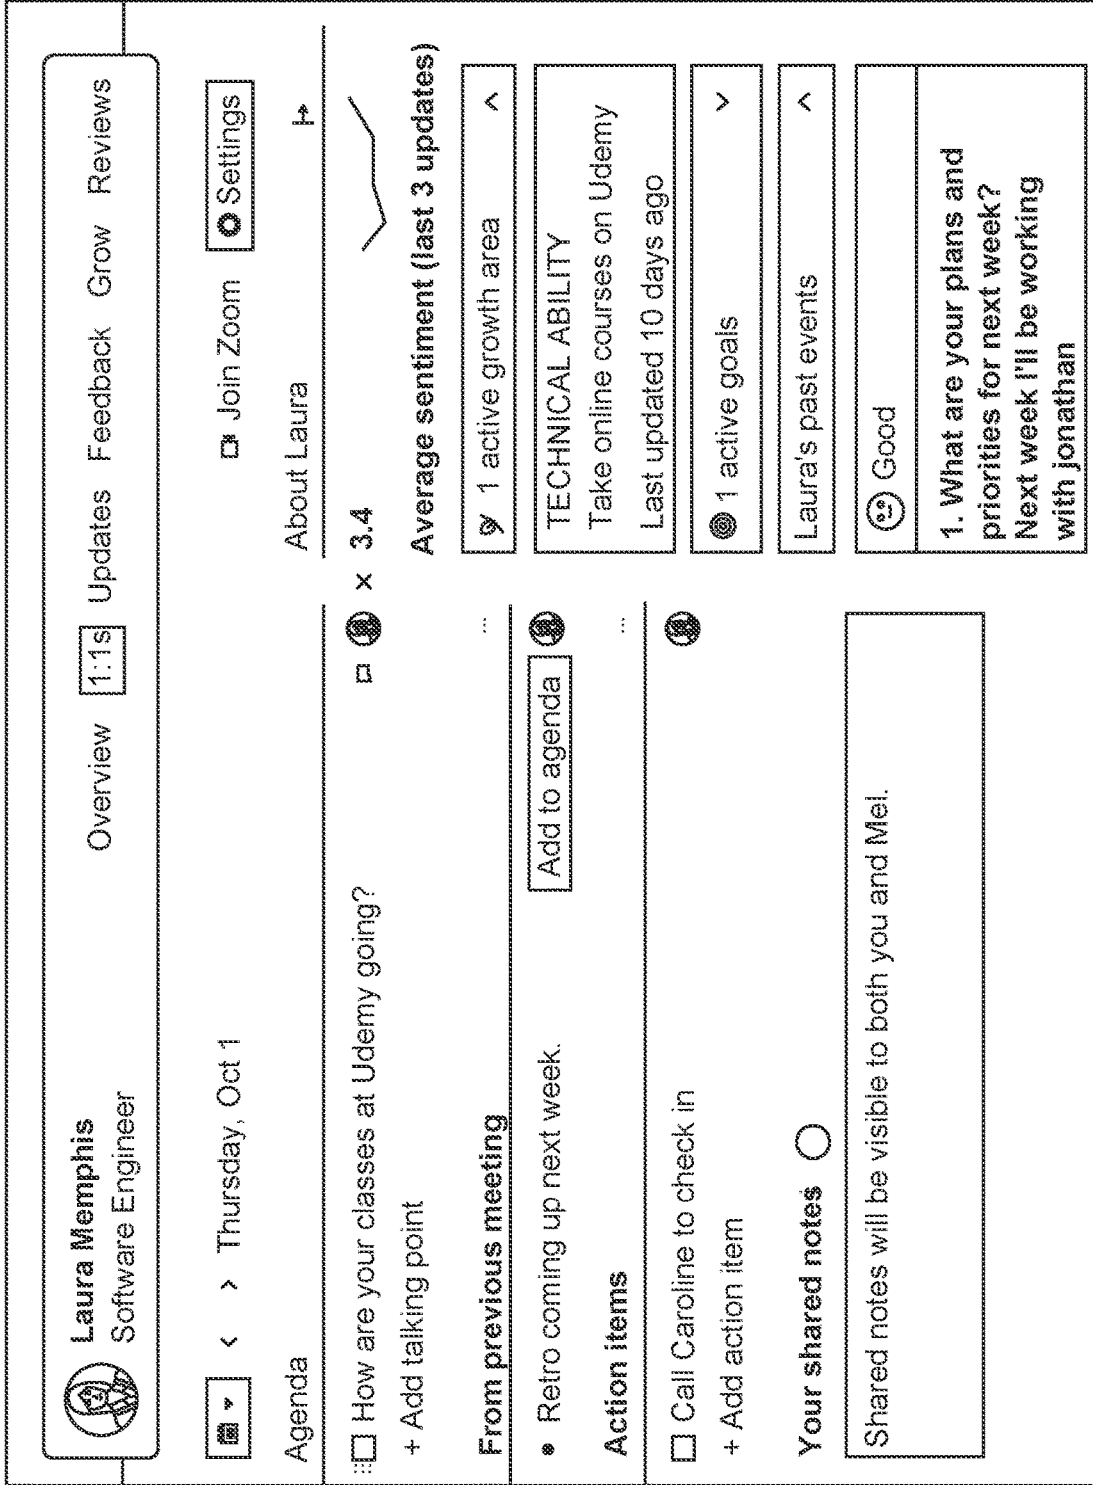 Laura Memphis
Software Engineer
Overview 1:1s Updates Feedback Grow Reviews
Thursday, Oct 1
Join Zoom Settings
Agenda
How are your classes at Udemy going?
+ Add talking point
From previous meeting ...
• Retro coming up next week. Add to agenda
Action items ...
Call Caroline to check in
+ Add action item
Your shared notes
Shared notes will be visible to both you and Mel.
About Laura
× 3.4
Average sentiment (last 3 updates)
1 active growth area
TECHNICAL ABILITY
Take online courses on Udemy
Last updated 10 days ago
1 active goals
Laura's past events
Good
1. What are your plans and
priorities for next week?
Next week I'll be working
with jonathan